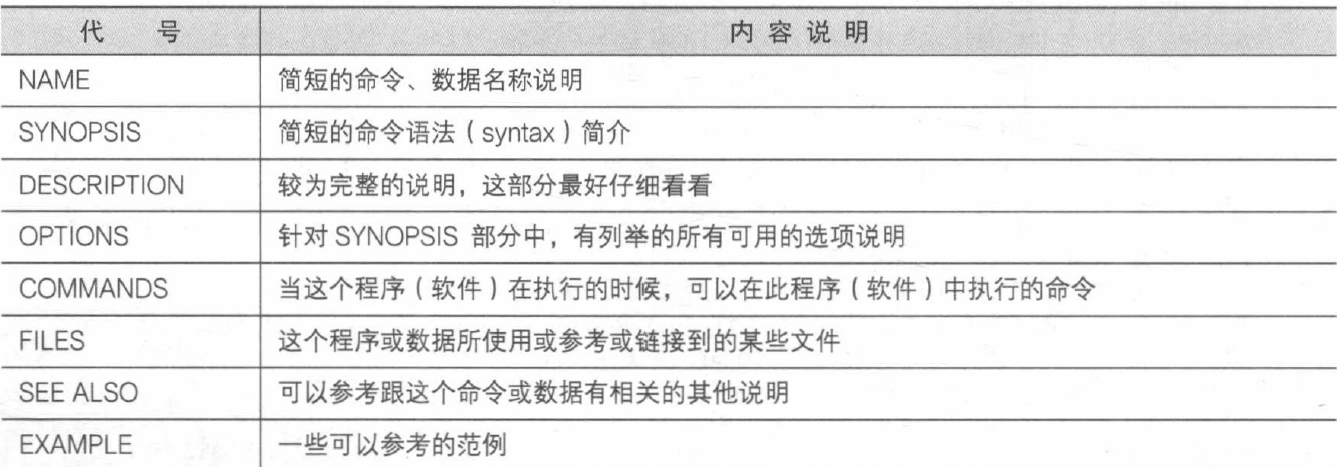 代 号 内 容 说 明
NAME 简短的命令、数据名称说明
SYNOPSIS 简短的命令语法（syntax）简介
DESCRIPTION 较为完整的说明，这部分最好仔细看看
OPTIONS 针对 SYNOPSIS 部分中，有列举的所有可用的选项说明
COMMANDS 当这个程序（软件）在执行的时候，可以在此程序（软件）中执行的命令
FILES 这个程序或数据所使用或参考或链接到的某些文件
SEE ALSO 可以参考跟这个命令或数据有相关的其他说明
EXAMPLE 一些可以参考的范例